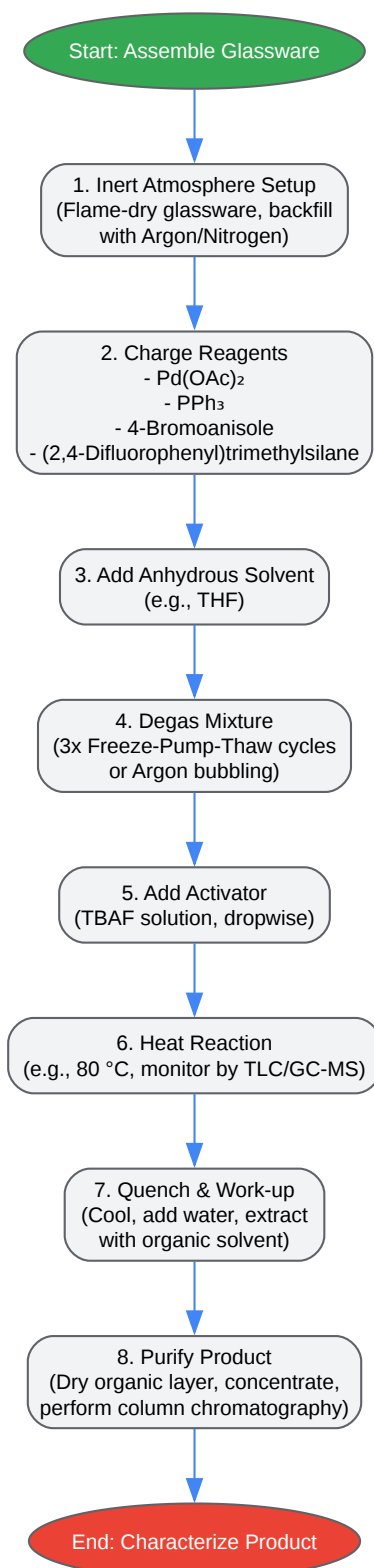 Start: Assemble Glassware
1. Inert Atmosphere Setup
(Flame-dry glassware, backfill
with Argon/Nitrogen)
2. Charge Reagents
- Pd(OAc)₂
- PPh₃
- 4-Bromoanisole
- (2,4-Difluorophenyl)trimethylsilane
3. Add Anhydrous Solvent
(e.g., THF)
4. Degas Mixture
(3x Freeze-Pump-Thaw cycles
or Argon bubbling)
5. Add Activator
(TBAF solution, dropwise)
6. Heat Reaction
(e.g., 80 °C, monitor by TLC/GC-MS)
7. Quench & Work-up
(Cool, add water, extract
with organic solvent)
8. Purify Product
(Dry organic layer, concentrate,
perform column chromatography)
End: Characterize Product